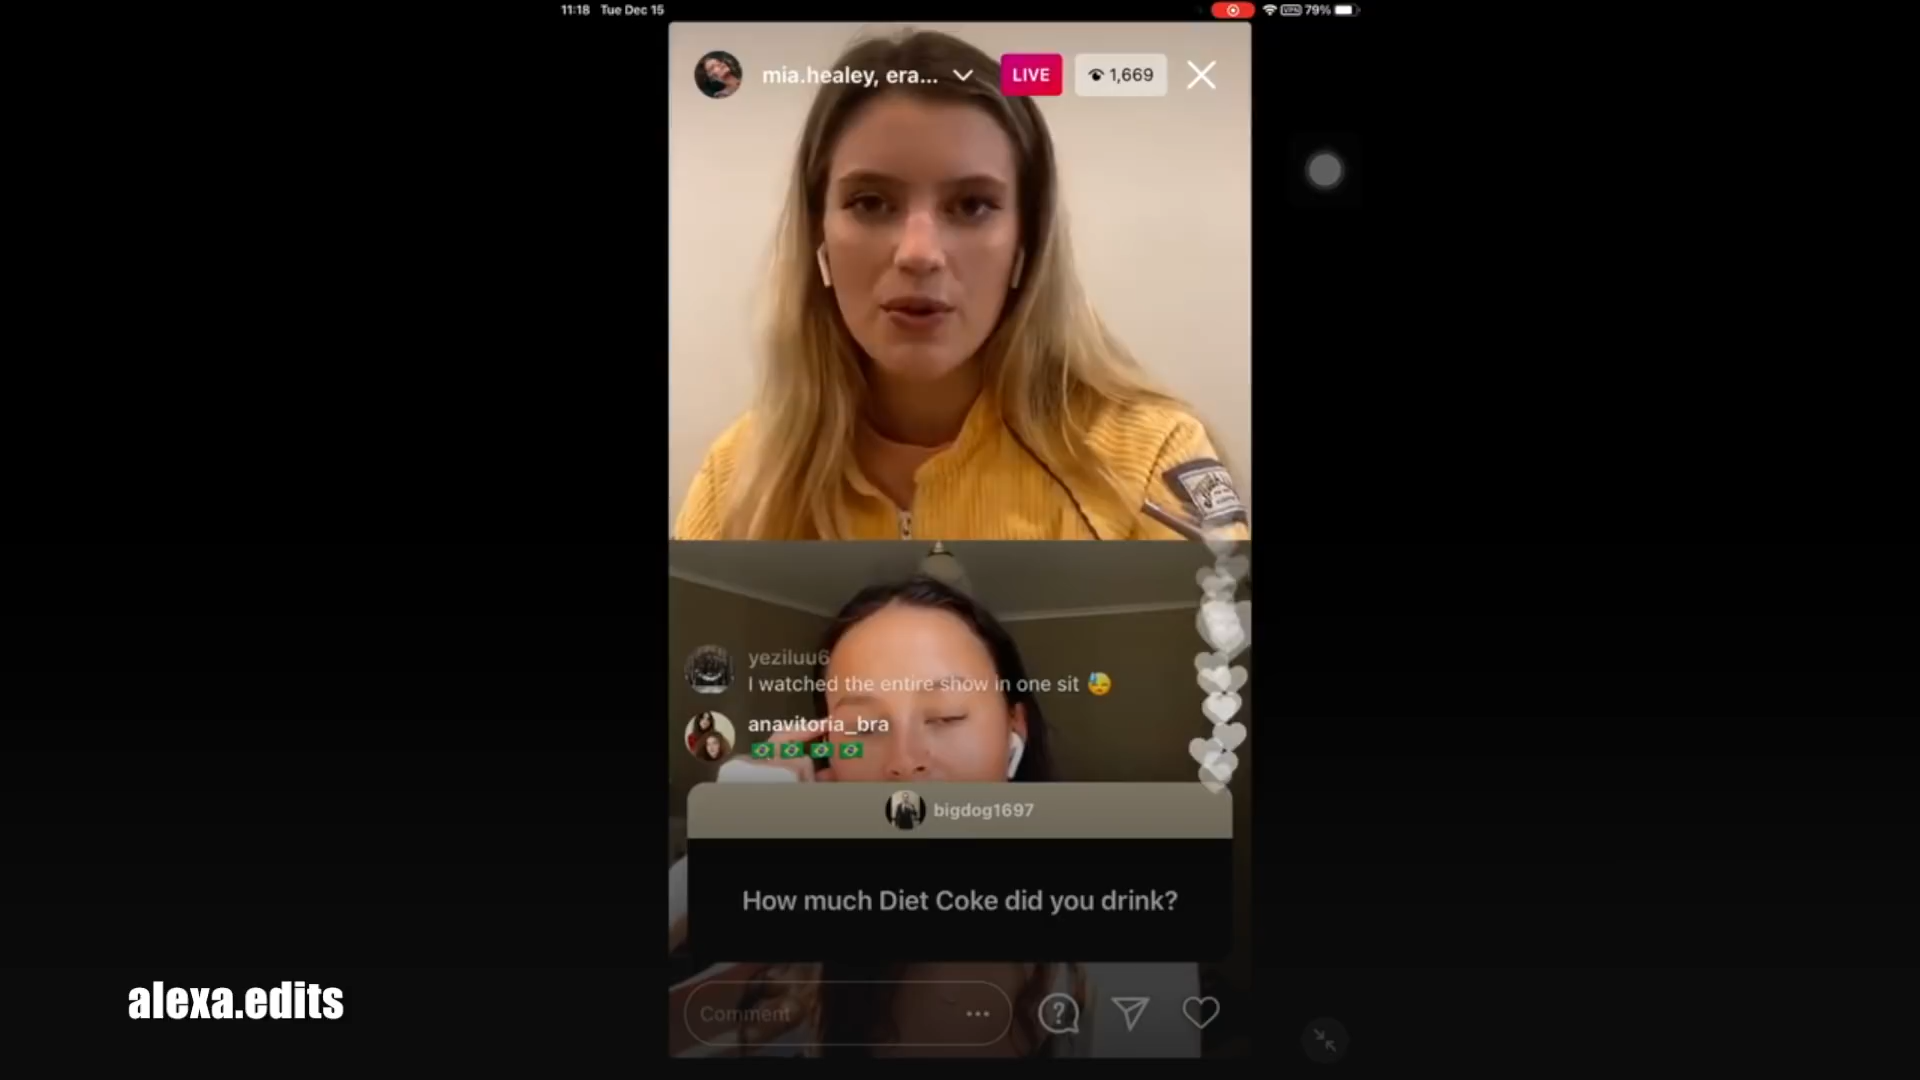 11:18 Tue Dec 15
VPN 79%
mia.healey, era...
LIVE
1,669
yeziluu6
I watched the entire show in one sit 😓
anavitoria_bra
🇧🇷 🇧🇷 🇧🇷 🇧🇷
bigdog1697
How much Diet Coke did you drink?
Comment
alexa.edits